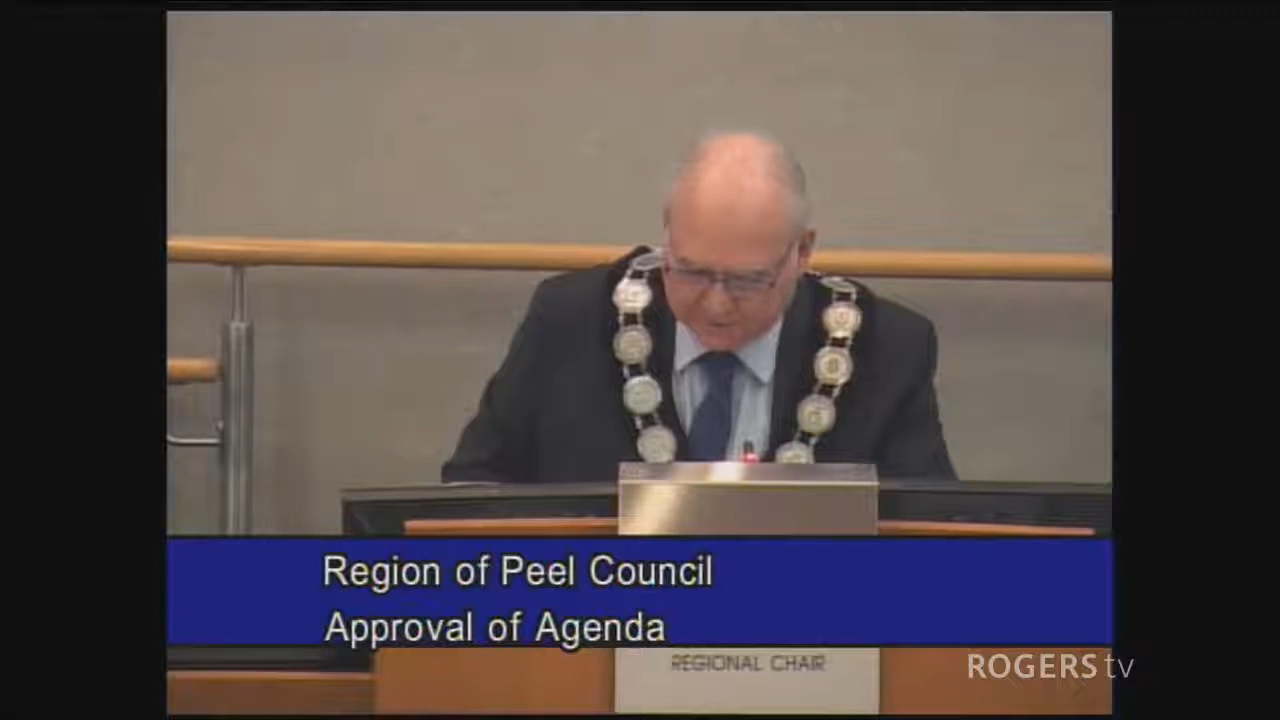 Region of Peel Council
Approval of Agenda
REGIONAL CHAIR
ROGERS tv